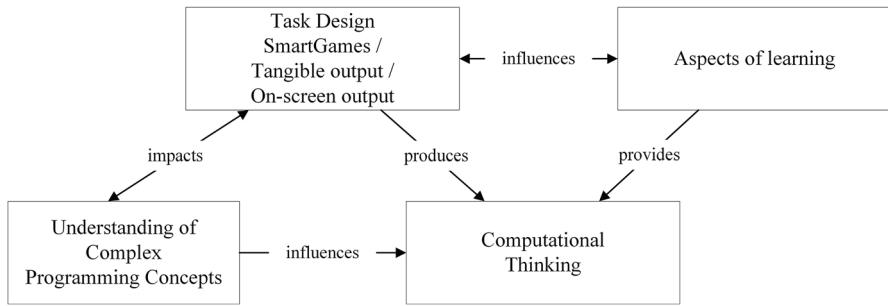 Task Design
SmartGames /
Tangible output /
On-screen output
influences
Aspects of learning
impacts
produces
provides
Understanding of
Complex
Programming Concepts
influences
Computational
Thinking